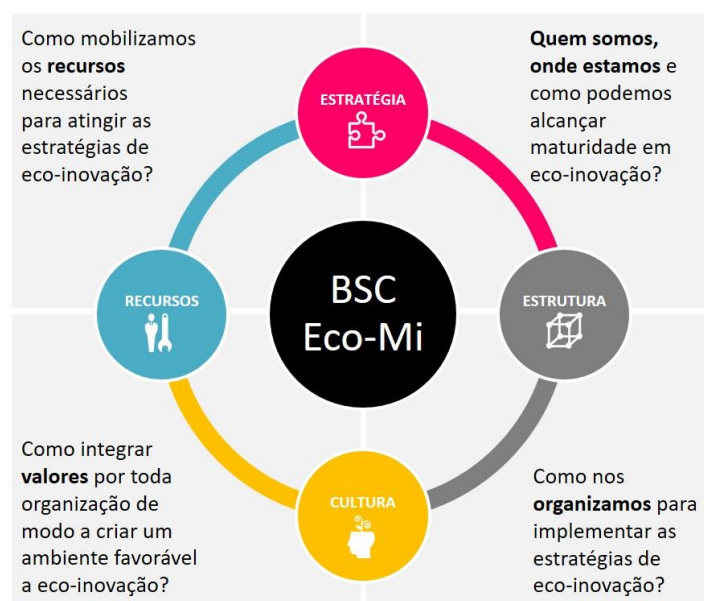 Como mobilizamos
os recursos
necessários
para atingir as
estratégias de
eco-inovação?
Quem somos,
onde estamos e
como podemos
alcançar
maturidade em
eco-inovação?
ESTRATÉGIA
RECURSOS
BSC
Eco-Mi
ESTRUTURA
CULTURA
Como integrar
valores por toda
organização de
modo a criar um
ambiente favorável
a eco-inovação?
Como nos
organizamos para
implementar as
estratégias de
eco-inovação?